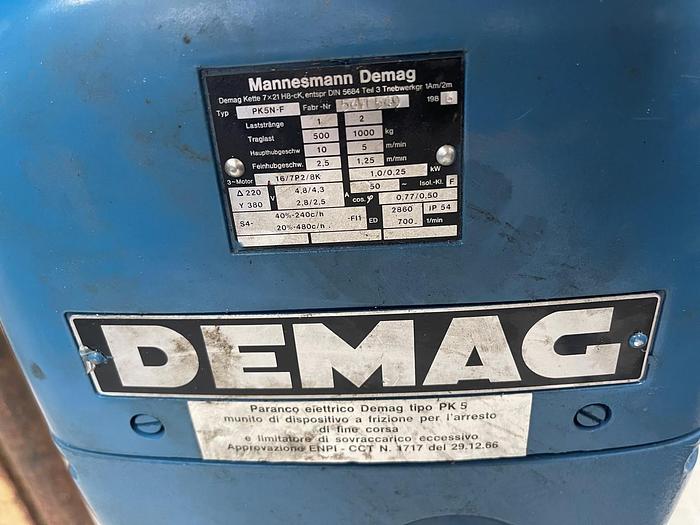 Mannesmann Demag
Demag Kette 7x21 H8-cK, entspr DIN 5684 Teil 3 Triebwerkgr 1Am/2m
Typ PK5N-F Fabr-Nr 198
Laststränge 1 2
Traglast 500 1000 kg
Haupthubgeschw. 10 5 m/min
Feinhubgeschw. 2,5 1,25 m/min
3~Motor 16/7P2/8K 1,0/0,25 kW
Δ 220 V 4,8/4,3 A 50 ~ Isol.-Kl. F
Y 380 2,8/2,5 cos φ 0,77/0,50
S4- 40%-240c/h -FI1 ED 2860 IP 54
20%-480c/h 700 1/min
DEMAG
Paranco elettrico Demag tipo PK 5
munito di dispositivo a frizione per l'arresto
di fine corsa
e limitatore di sovraccarico eccessivo
Approvazione ENPI - CCT N. 1717 del 29.12.66